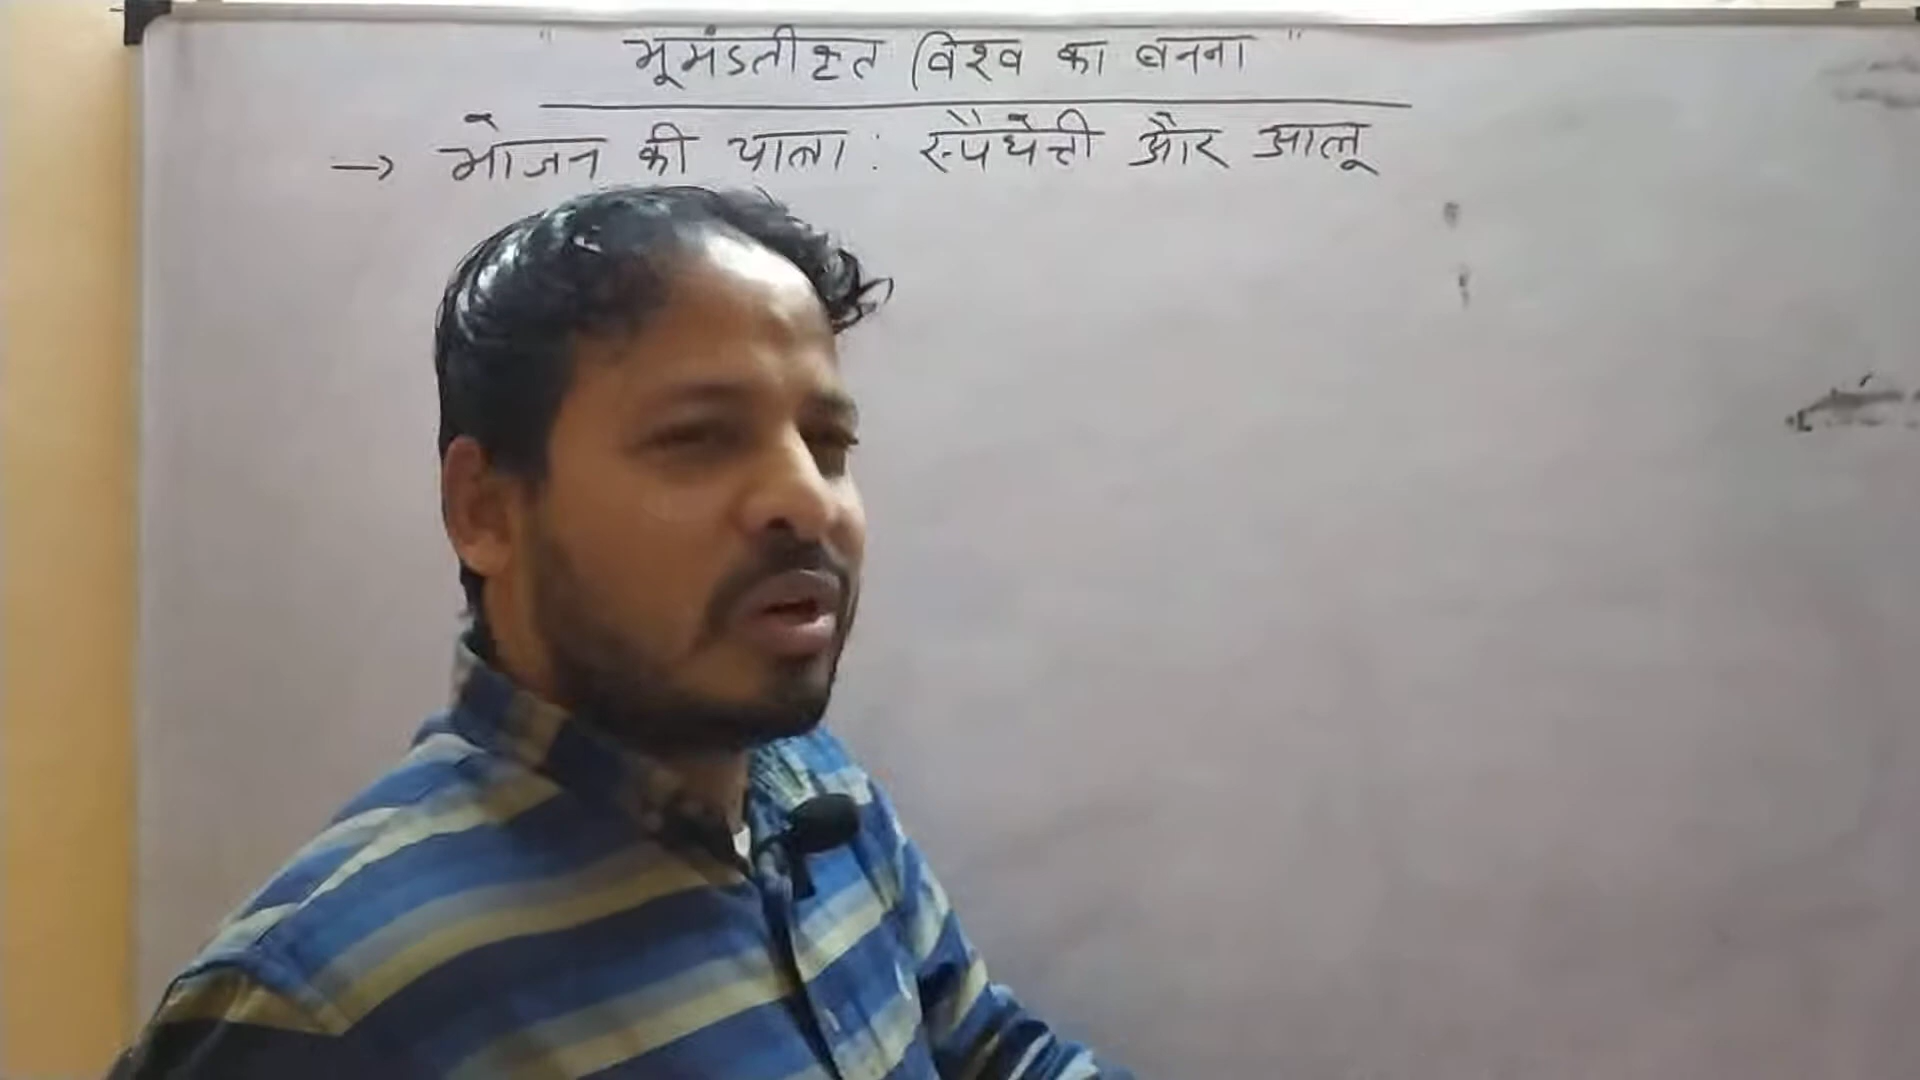 " भूमंडलीकृत विश्व का बनना "
→ भोजन की यात्रा : स्पैघेत्ती और आलू